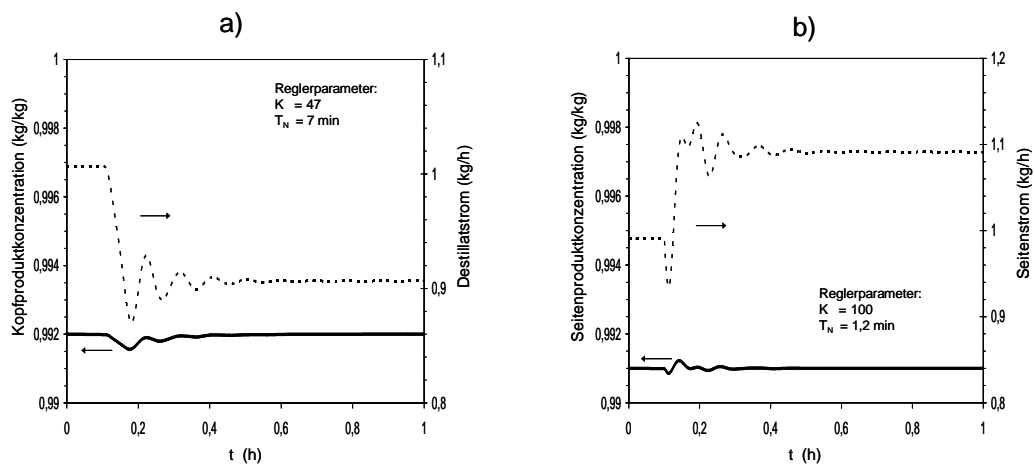 a)
Kopfproduktkonzentration (kg/kg)
1
0,998
0,996
0,994
0,992
0,99
Reglerparameter:
K = 47
T_N = 7 min
1,1
1
0,9
0,8
Destillatstrom (kg/h)
0
0,2
0,4
0,6
0,8
1
t (h)
b)
Seitenproduktkonzentration (kg/kg)
1
0,998
0,996
0,994
0,992
0,99
Reglerparameter:
K = 100
T_N = 1,2 min
1,2
1,1
1
0,9
0,8
Seitenstrom (kg/h)
0
0,2
0,4
0,6
0,8
1
t (h)